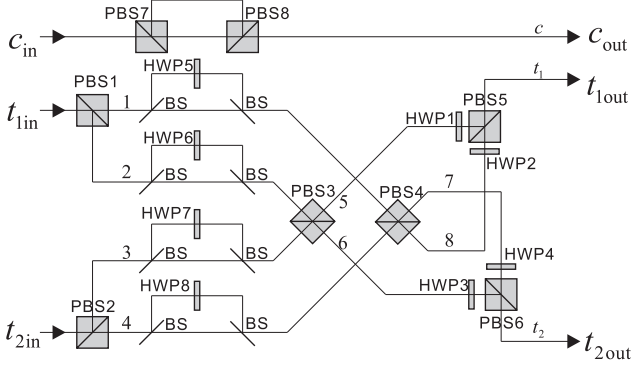 PBS7 PBS8
c_in c c_out
HWP5
PBS1 t_1
t_1in 1 BS BS t_1out
PBS5
HWP6 HWP1
HWP2
2 BS BS
PBS3 PBS4
HWP7 5 7
6 8
3 BS BS HWP4
PBS2 HWP8 HWP3
t_2in 4 BS BS PBS6 t_2 t_2out